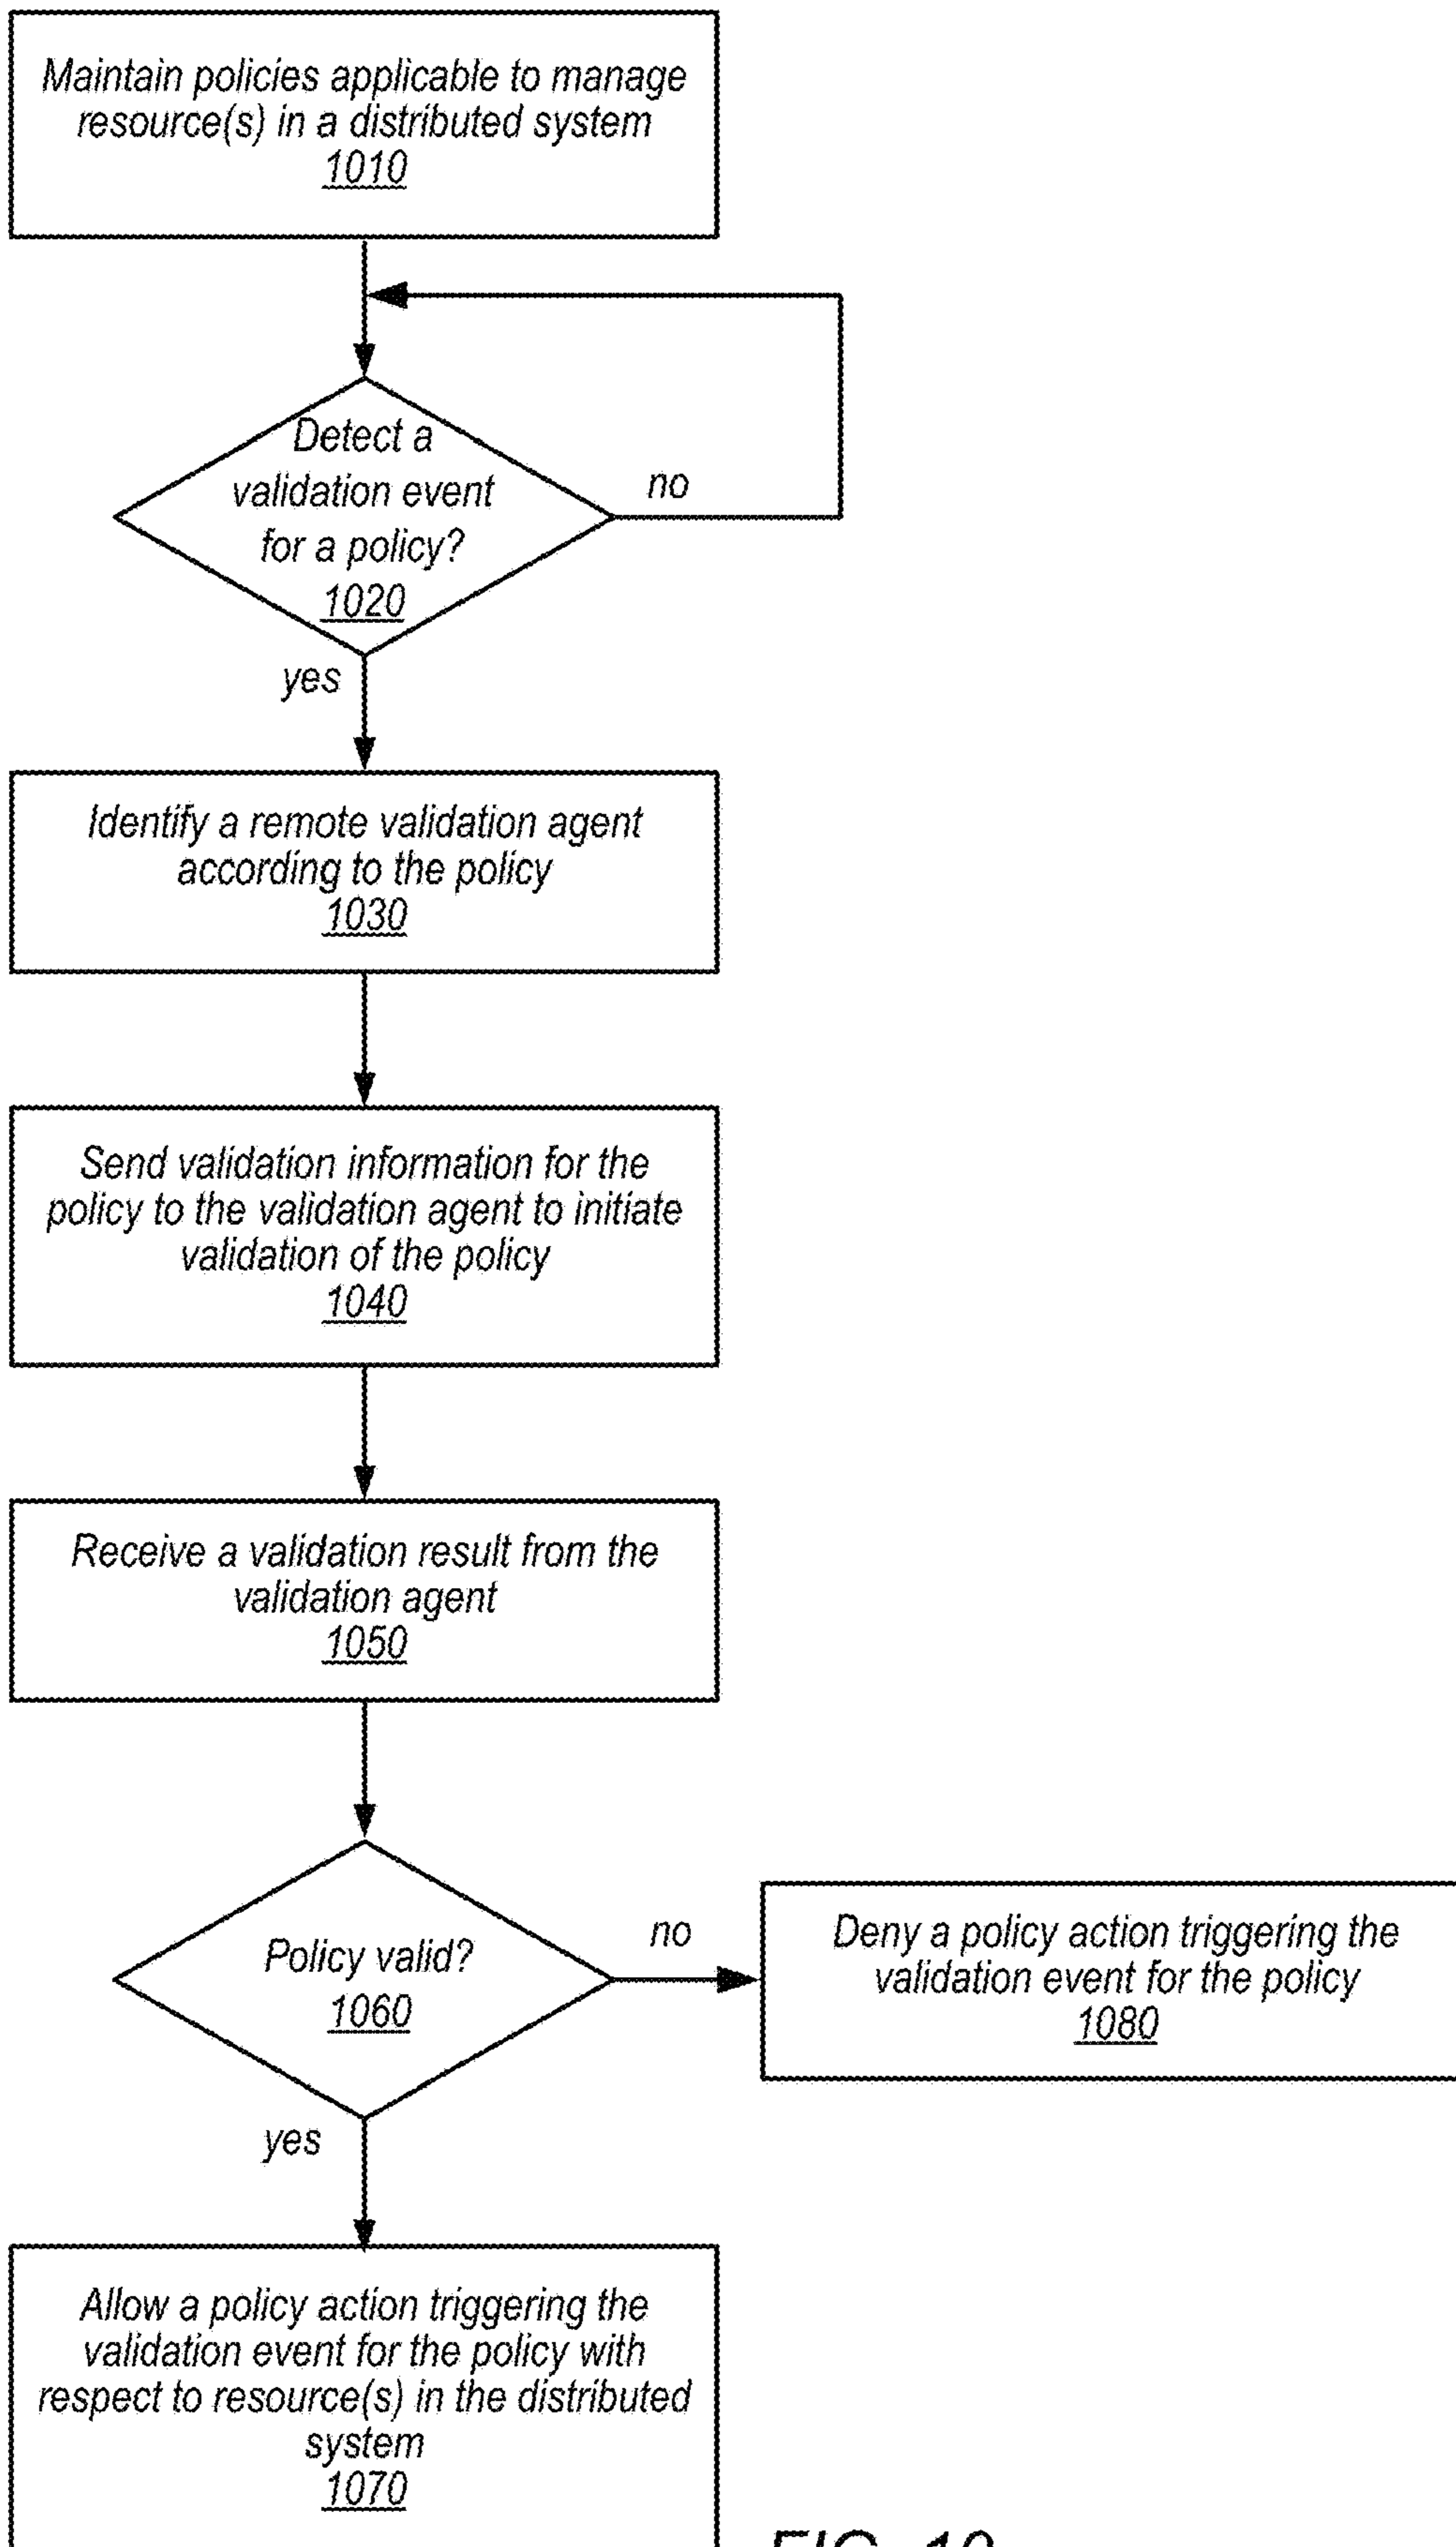 Maintain policies applicable to manage
resource(s) in a distributed system
1010
Detect a
validation event
for a policy?
1020
no
yes
Identify a remote validation agent
according to the policy
1030
Send validation information for the
policy to the validation agent to initiate
validation of the policy
1040
Receive a validation result from the
validation agent
1050
Policy valid?
1060
no
Deny a policy action triggering the
validation event for the policy
1080
yes
Allow a policy action triggering the
validation event for the policy with
respect to resource(s) in the distributed
system
1070
FIG. 10